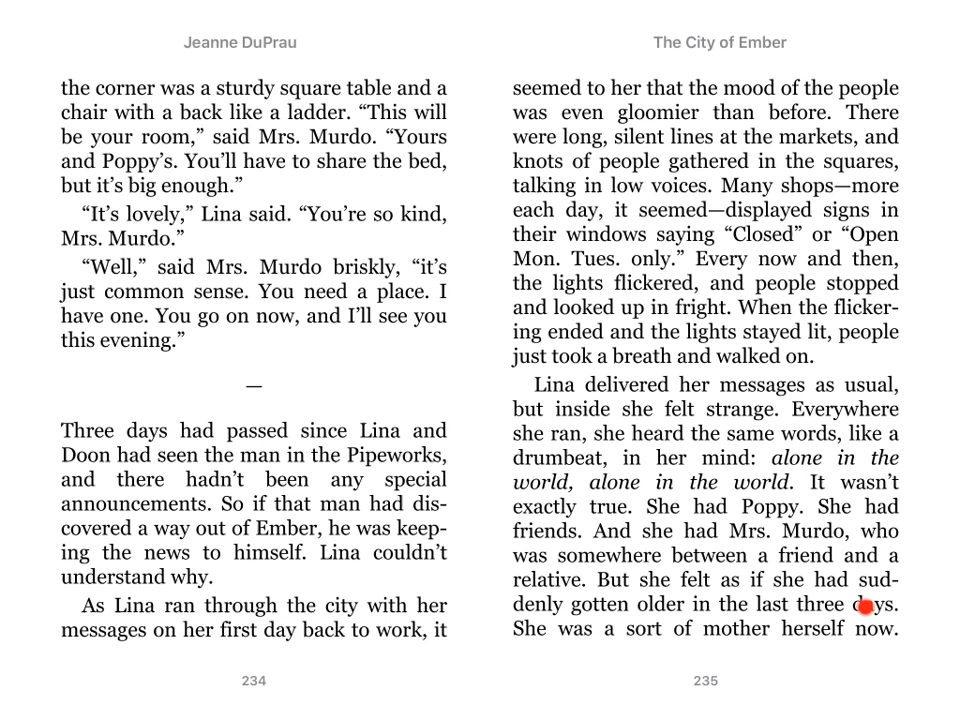 Jeanne DuPrau
the corner was a sturdy square table and a
chair with a back like a ladder. “This will
be your room,” said Mrs. Murdo. “Yours
and Poppy’s. You’ll have to share the bed,
but it’s big enough.”
“It’s lovely,” Lina said. “You’re so kind,
Mrs. Murdo.”
“Well,” said Mrs. Murdo briskly, “it’s
just common sense. You need a place. I
have one. You go on now, and I’ll see you
this evening.”
—
Three days had passed since Lina and
Doon had seen the man in the Pipeworks,
and there hadn’t been any special
announcements. So if that man had dis-
covered a way out of Ember, he was keep-
ing the news to himself. Lina couldn’t
understand why.
As Lina ran through the city with her
messages on her first day back to work, it
234
The City of Ember
seemed to her that the mood of the people
was even gloomier than before. There
were long, silent lines at the markets, and
knots of people gathered in the squares,
talking in low voices. Many shops—more
each day, it seemed—displayed signs in
their windows saying “Closed” or “Open
Mon. Tues. only.” Every now and then,
the lights flickered, and people stopped
and looked up in fright. When the flicker-
ing ended and the lights stayed lit, people
just took a breath and walked on.
Lina delivered her messages as usual,
but inside she felt strange. Everywhere
she ran, she heard the same words, like a
drumbeat, in her mind: alone in the
world, alone in the world. It wasn’t
exactly true. She had Poppy. She had
friends. And she had Mrs. Murdo, who
was somewhere between a friend and a
relative. But she felt as if she had sud-
denly gotten older in the last three days.
She was a sort of mother herself now.
235